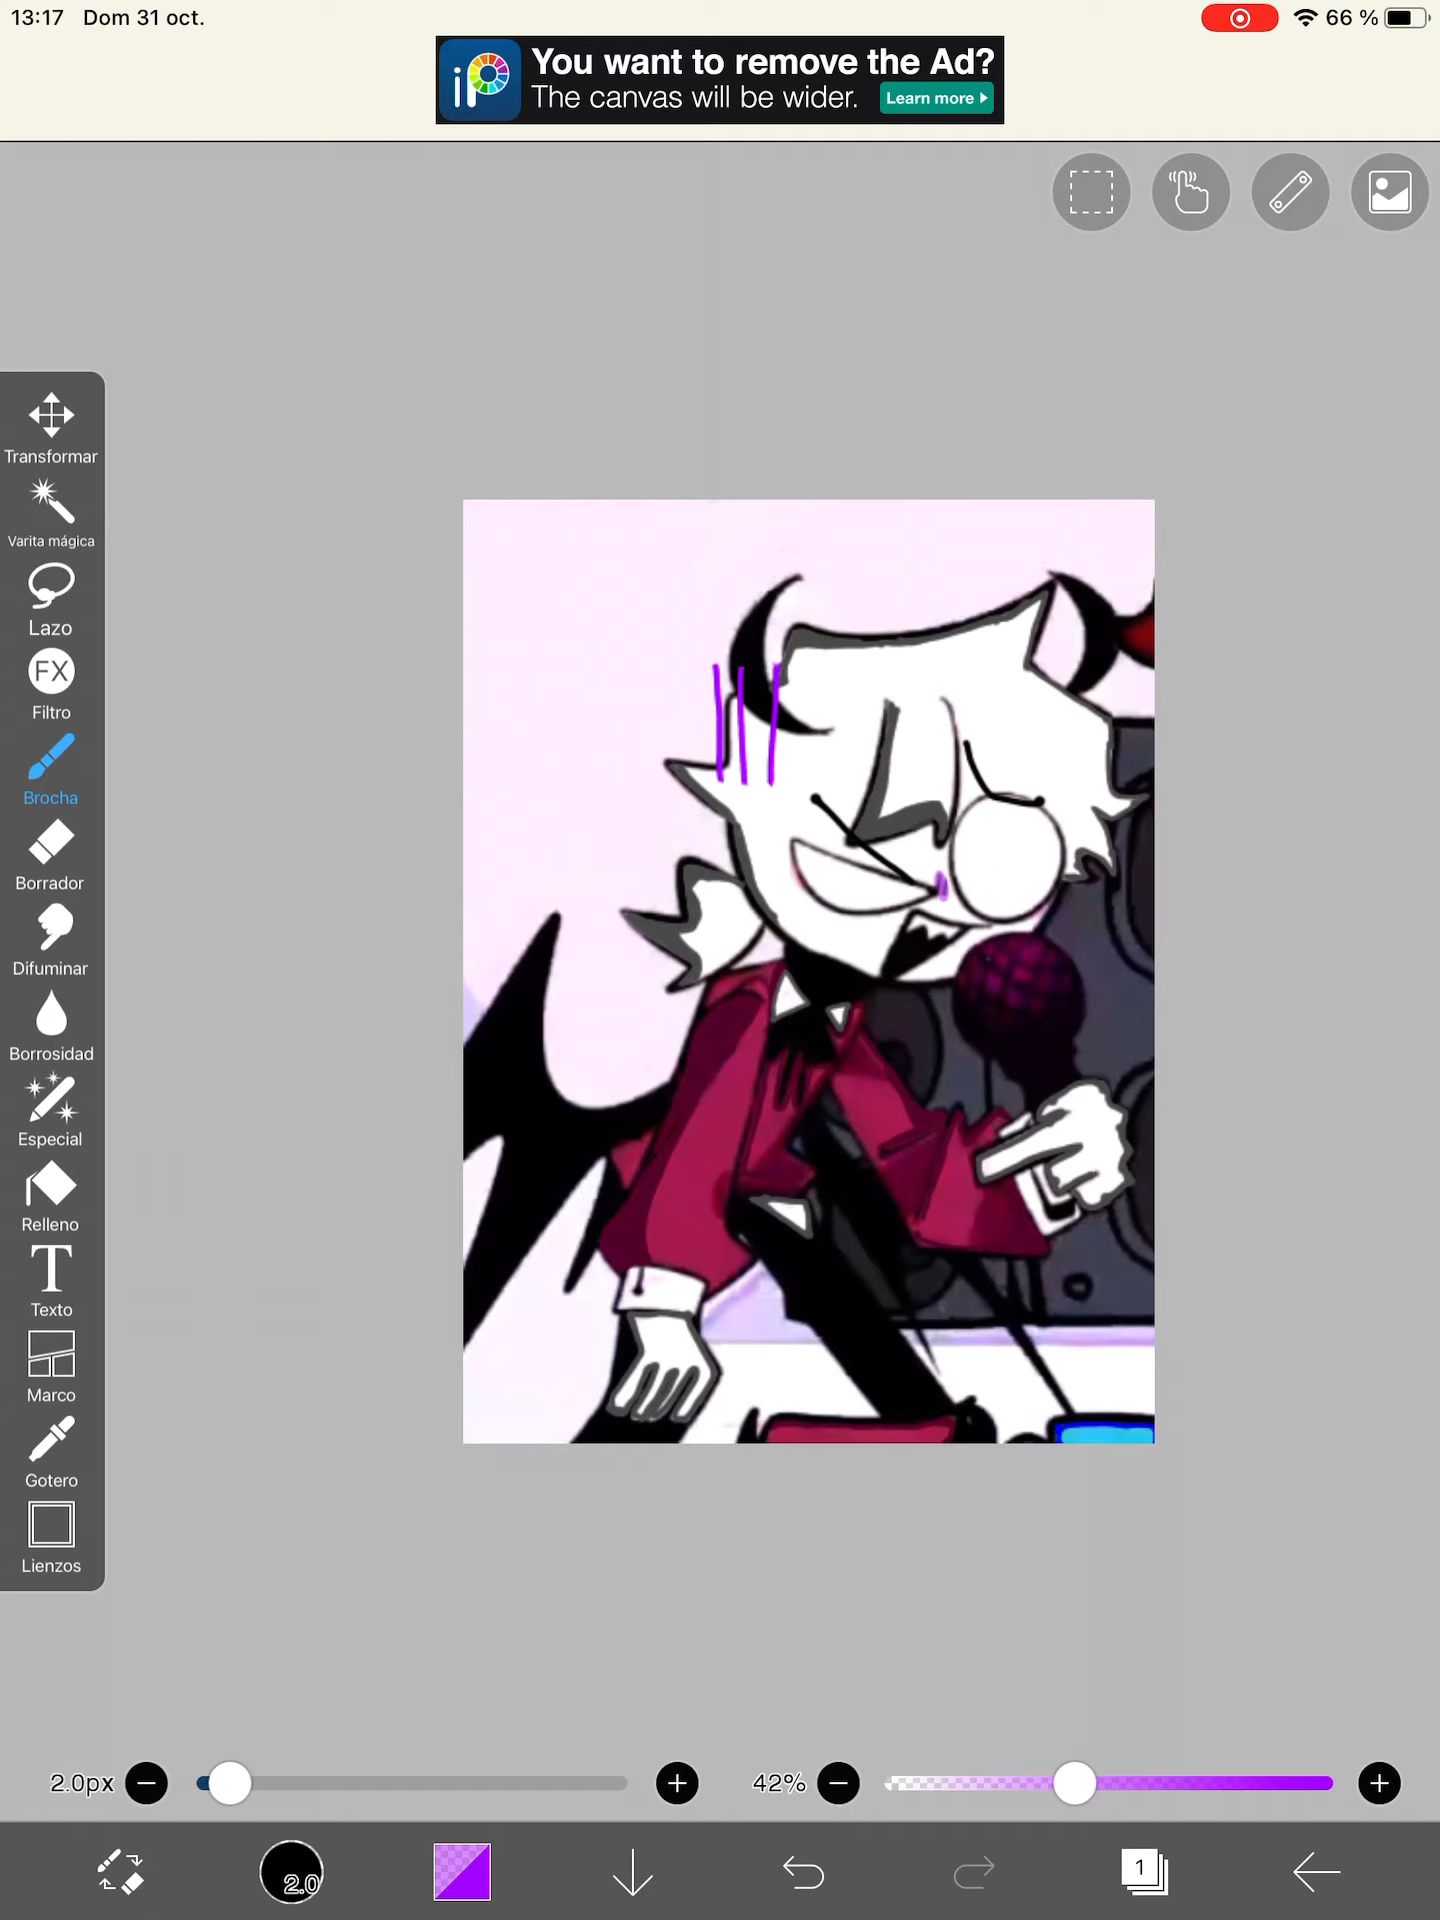 13:17 Dom 31 oct.
66 %
iP
You want to remove the Ad?
The canvas will be wider.
Learn more
Transformar
Varita mágica
Lazo
FX
Filtro
Brocha
Borrador
Difuminar
Borrosidad
Especial
Relleno
T
Texto
Marco
Gotero
Lienzos
2.0px
42%
2.0
1